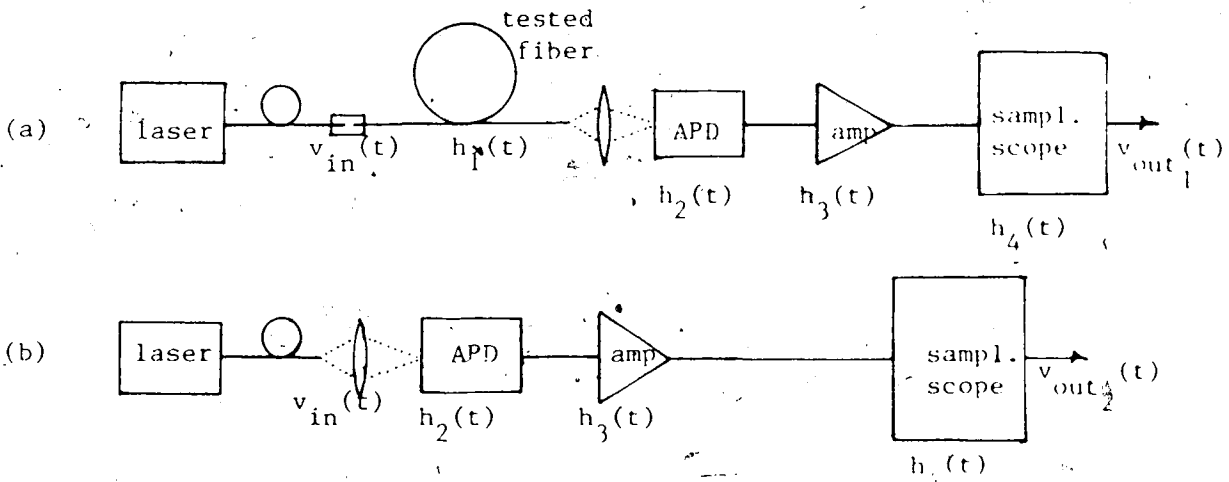 tested
fiber
(a)
laser
v_in(t)
h_1(t)
APD
h_2(t)
amp
h_3(t)
sampl.
scope
h_4(t)
v_out_1(t)
(b)
laser
v_in(t)
APD
h_2(t)
amp
h_3(t)
sampl.
scope
h (t)
v_out_2(t)